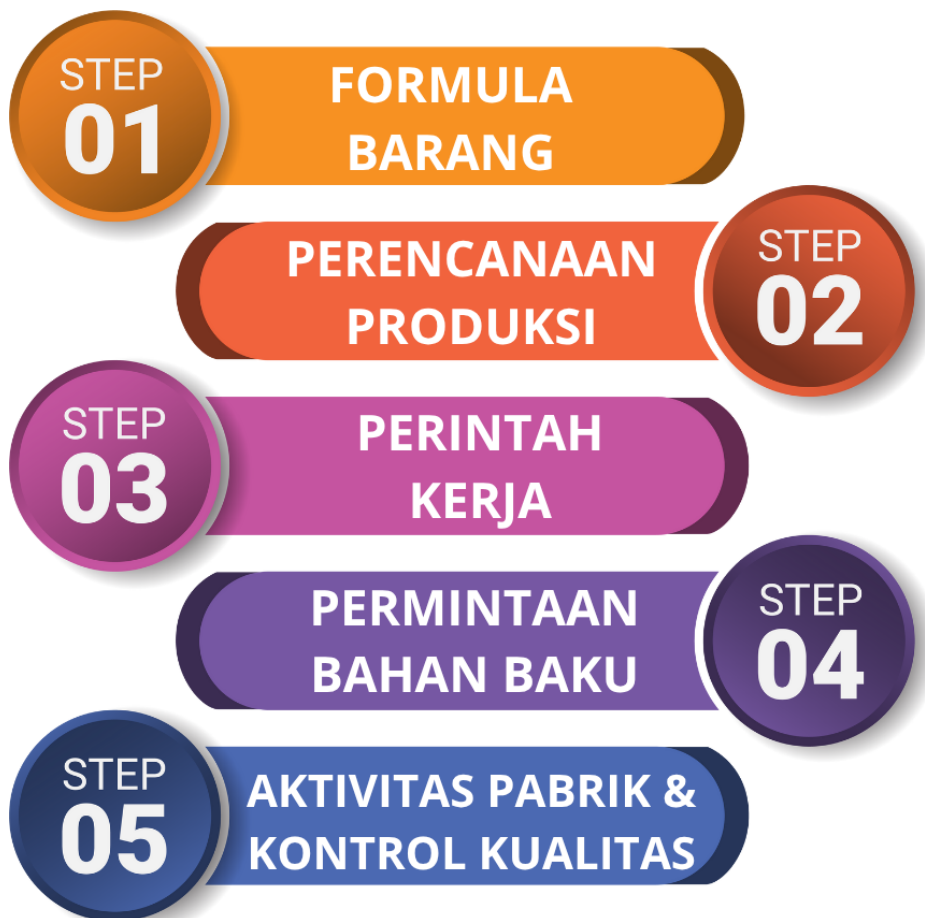 STEP
01
FORMULA
BARANG
PERENCANAAN
PRODUKSI
STEP
02
STEP
03
PERINTAH
KERJA
PERMINTAAN
BAHAN BAKU
STEP
04
STEP
05
AKTIVITAS PABRIK &
KONTROL KUALITAS